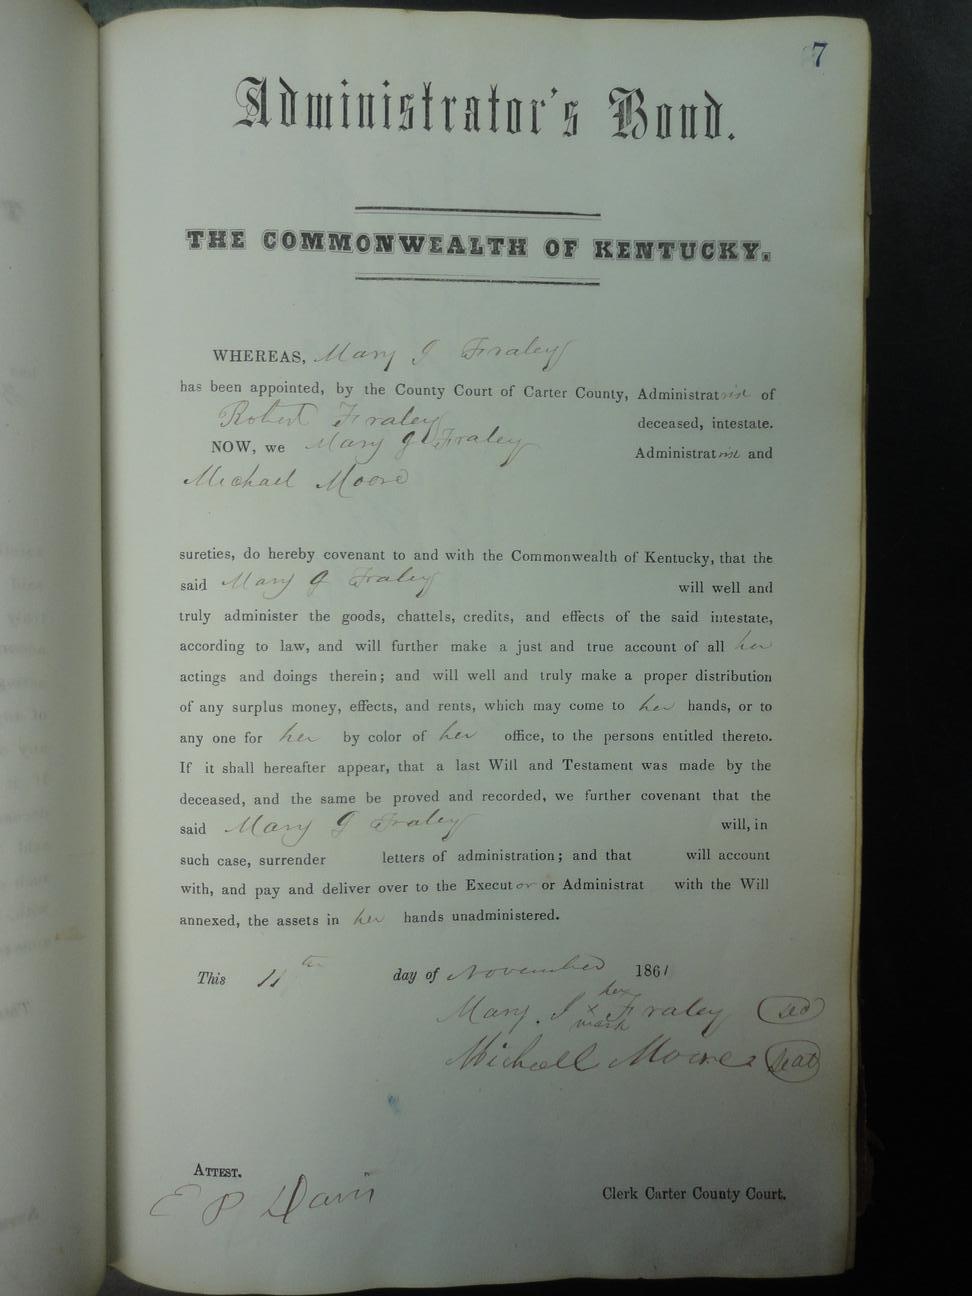 7
Administrator's Bond.
THE COMMONWEALTH OF KENTUCKY.
WHEREAS, Mary J Fraley
has been appointed, by the County Court of Carter County, Administratrix of
Robert Fraley deceased, intestate.
NOW, we Mary J Fraley Administratrix and
Michael Moore
sureties, do hereby covenant to and with the Commonwealth of Kentucky, that the
said Mary J Fraley will well and
truly administer the goods, chattels, credits, and effects of the said intestate,
according to law, and will further make a just and true account of all her
actings and doings therein; and will well and truly make a proper distribution
of any surplus money, effects, and rents, which may come to her hands, or to
any one for her by color of her office, to the persons entitled thereto.
If it shall hereafter appear, that a last Will and Testament was made by the
deceased, and the same be proved and recorded, we further covenant that the
said Mary J Fraley will, in
such case, surrender letters of administration; and that will account
with, and pay and deliver over to the Executor or Administrat with the Will
annexed, the assets in her hands unadministered.
This 11th day of November 1861
her
Mary J x Fraley
mark
Michael Moore Seal
ATTEST.
E P Davis
Clerk Carter County Court.